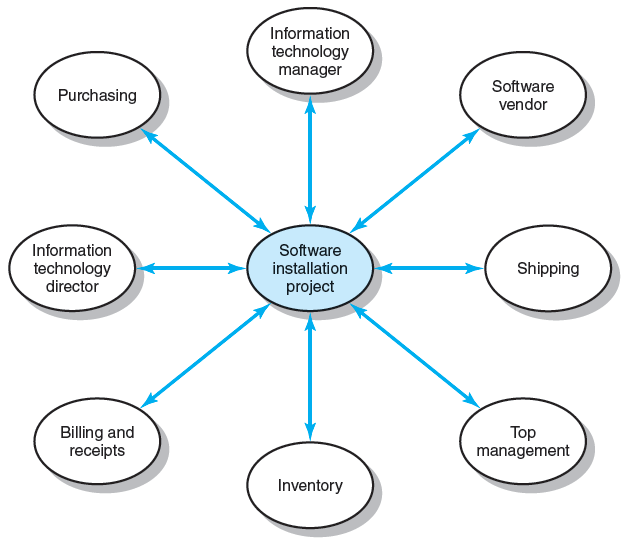 Information
technology
manager
Purchasing
Software
vendor
Information
technology
director
Software
installation
project
Shipping
Billing and
receipts
Inventory
Top
management